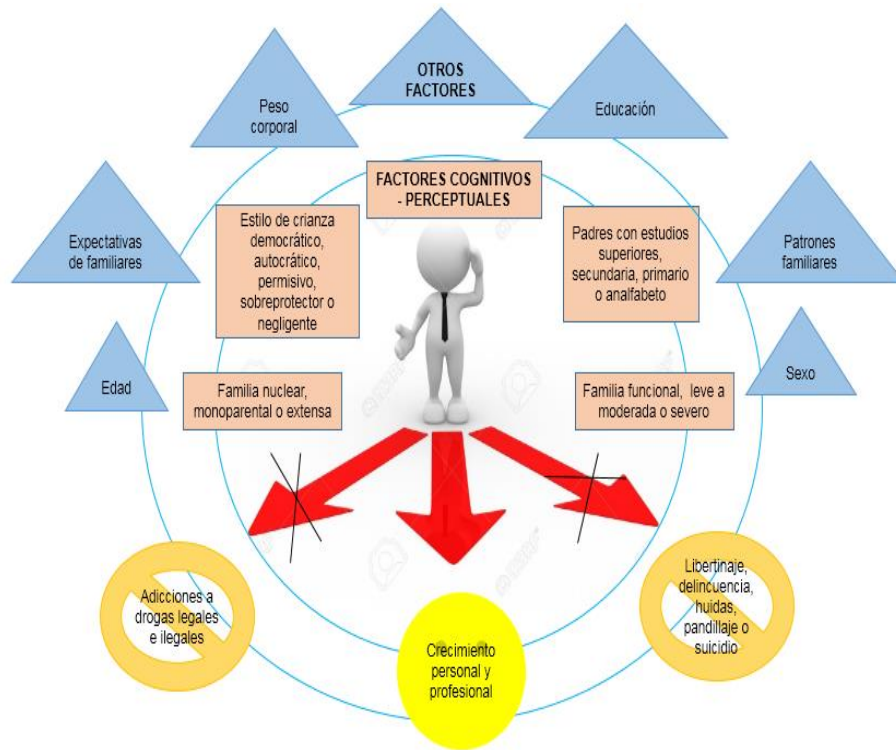 OTROS
FACTORES
Peso
corporal
Educación
FACTORES COGNITIVOS
- PERCEPTUALES
Expectativas
de familiares
Estilo de crianza
democrático,
autocrático,
permisivo,
sobreprotector o
negligente
Padres con estudios
superiores,
secundaria, primario
o analfabeto
Patrones
familiares
Edad
Familia nuclear,
monoparental o extensa
Familia funcional, leve a
moderada o severo
Sexo
Adicciones a
drogas legales
e ilegales
Libertinaje,
delincuencia,
huidas,
pandillaje o
suicidio
Crecimiento
personal y
profesional